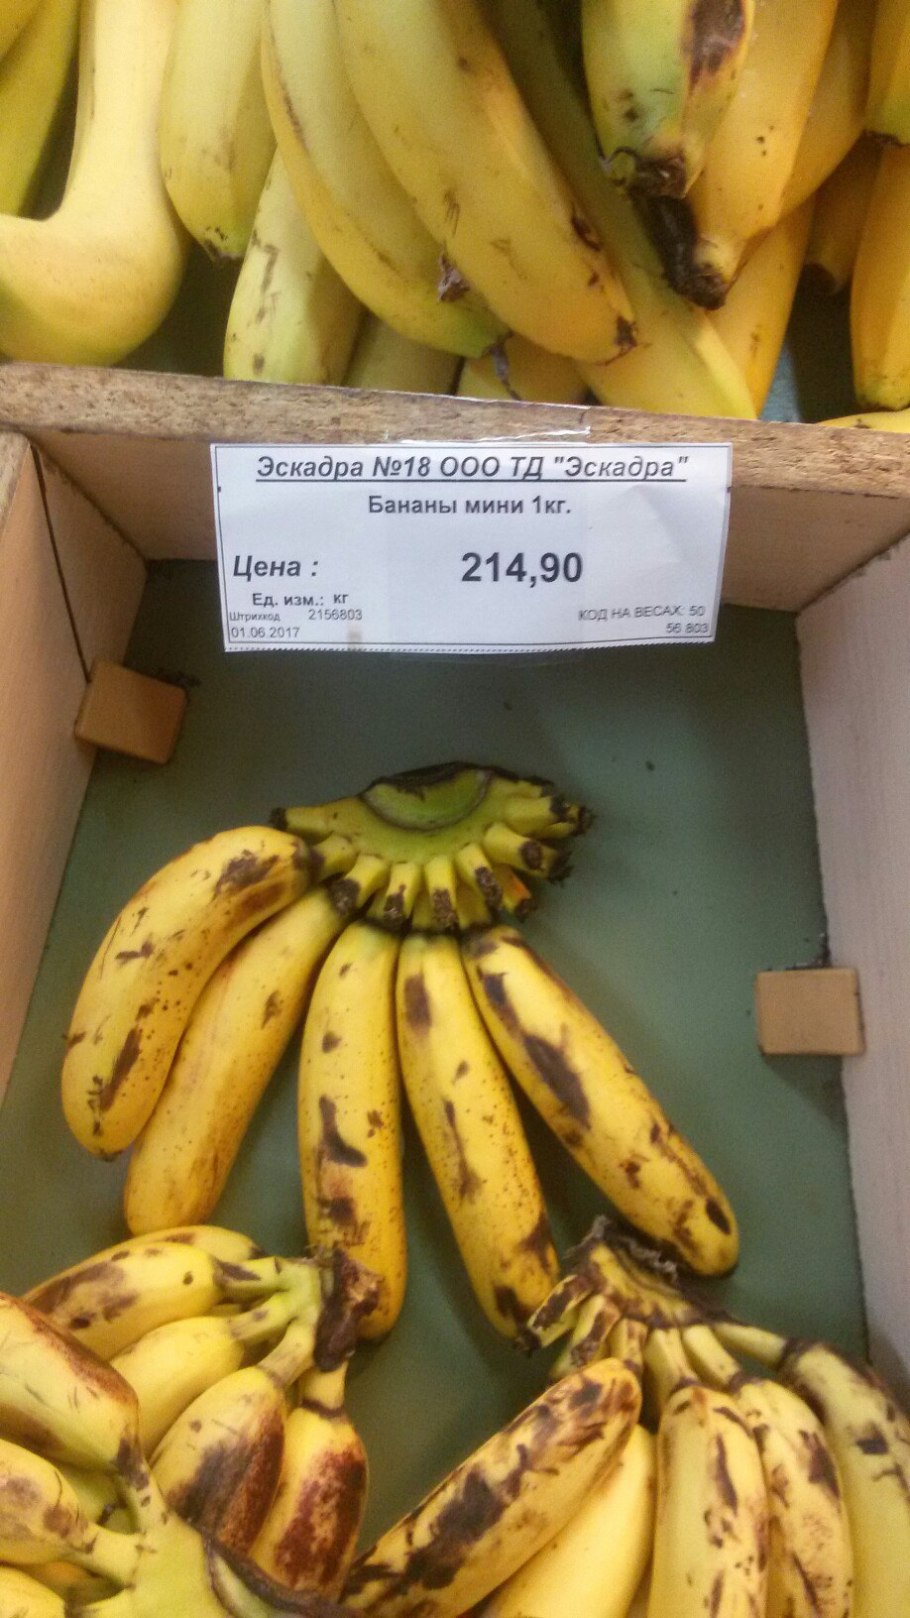 Эскадра №18 ООО ТД "Эскадра"
Бананы мини 1кг.
Цена : 214,90
Ед. изм.: кг
Штрихкод 2156803 КОД НА ВЕСАХ: 50
01.06.2017 56 803